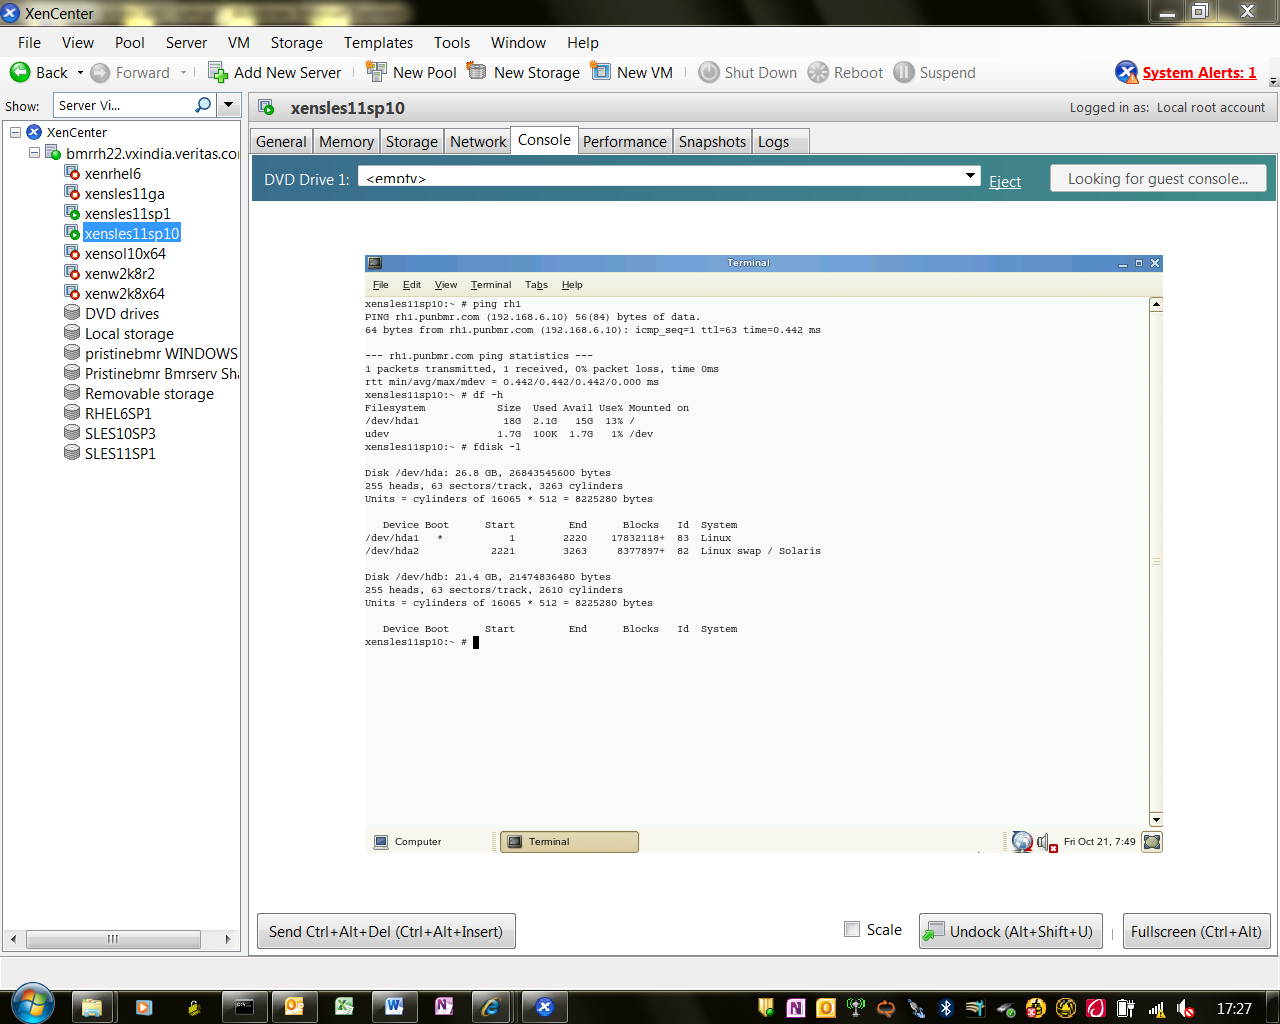 XenCenter
File View Pool Server VM Storage Templates Tools Window Help
Back Forward Add New Server New Pool New Storage New VM Shut Down Reboot Suspend System Alerts: 1
Show: Server Vi...
xensles11sp10 Logged in as: Local root account
XenCenter
bmrrh22.vxindia.veritas.co
xenrhel6
xensles11ga
xensles11sp1
xensles11sp10
xensol10x64
xenw2k8r2
xenw2k8x64
DVD drives
Local storage
pristinebmr WINDOWS
Pristinebmr Bmrserv Sha
Removable storage
RHEL6SP1
SLES10SP3
SLES11SP1
General Memory Storage Network Console Performance Snapshots Logs
DVD Drive 1: <empty> Eject Looking for guest console...
Terminal
File Edit View Terminal Tabs Help
xensles11sp10:~ # ping rh1
PING rh1.punbmr.com (192.168.6.10) 56(84) bytes of data.
64 bytes from rh1.punbmr.com (192.168.6.10): icmp_seq=1 ttl=63 time=0.442 ms
--- rh1.punbmr.com ping statistics ---
1 packets transmitted, 1 received, 0% packet loss, time 0ms
rtt min/avg/max/mdev = 0.442/0.442/0.442/0.000 ms
xensles11sp10:~ # df -h
Filesystem Size Used Avail Use% Mounted on
/dev/hda1 18G 2.1G 15G 13% /
udev 1.7G 100K 1.7G 1% /dev
xensles11sp10:~ # fdisk -l
Disk /dev/hda: 26.8 GB, 26843545600 bytes
255 heads, 63 sectors/track, 3263 cylinders
Units = cylinders of 16065 * 512 = 8225280 bytes
Device Boot Start End Blocks Id System
/dev/hda1 * 1 2220 17832118+ 83 Linux
/dev/hda2 2221 3263 8377897+ 82 Linux swap / Solaris
Disk /dev/hdb: 21.4 GB, 21474836480 bytes
255 heads, 63 sectors/track, 2610 cylinders
Units = cylinders of 16065 * 512 = 8225280 bytes
Device Boot Start End Blocks Id System
xensles11sp10:~ #
Computer Terminal Fri Oct 21, 7:49
Send Ctrl+Alt+Del (Ctrl+Alt+Insert) Scale Undock (Alt+Shift+U) Fullscreen (Ctrl+Alt)
17:27